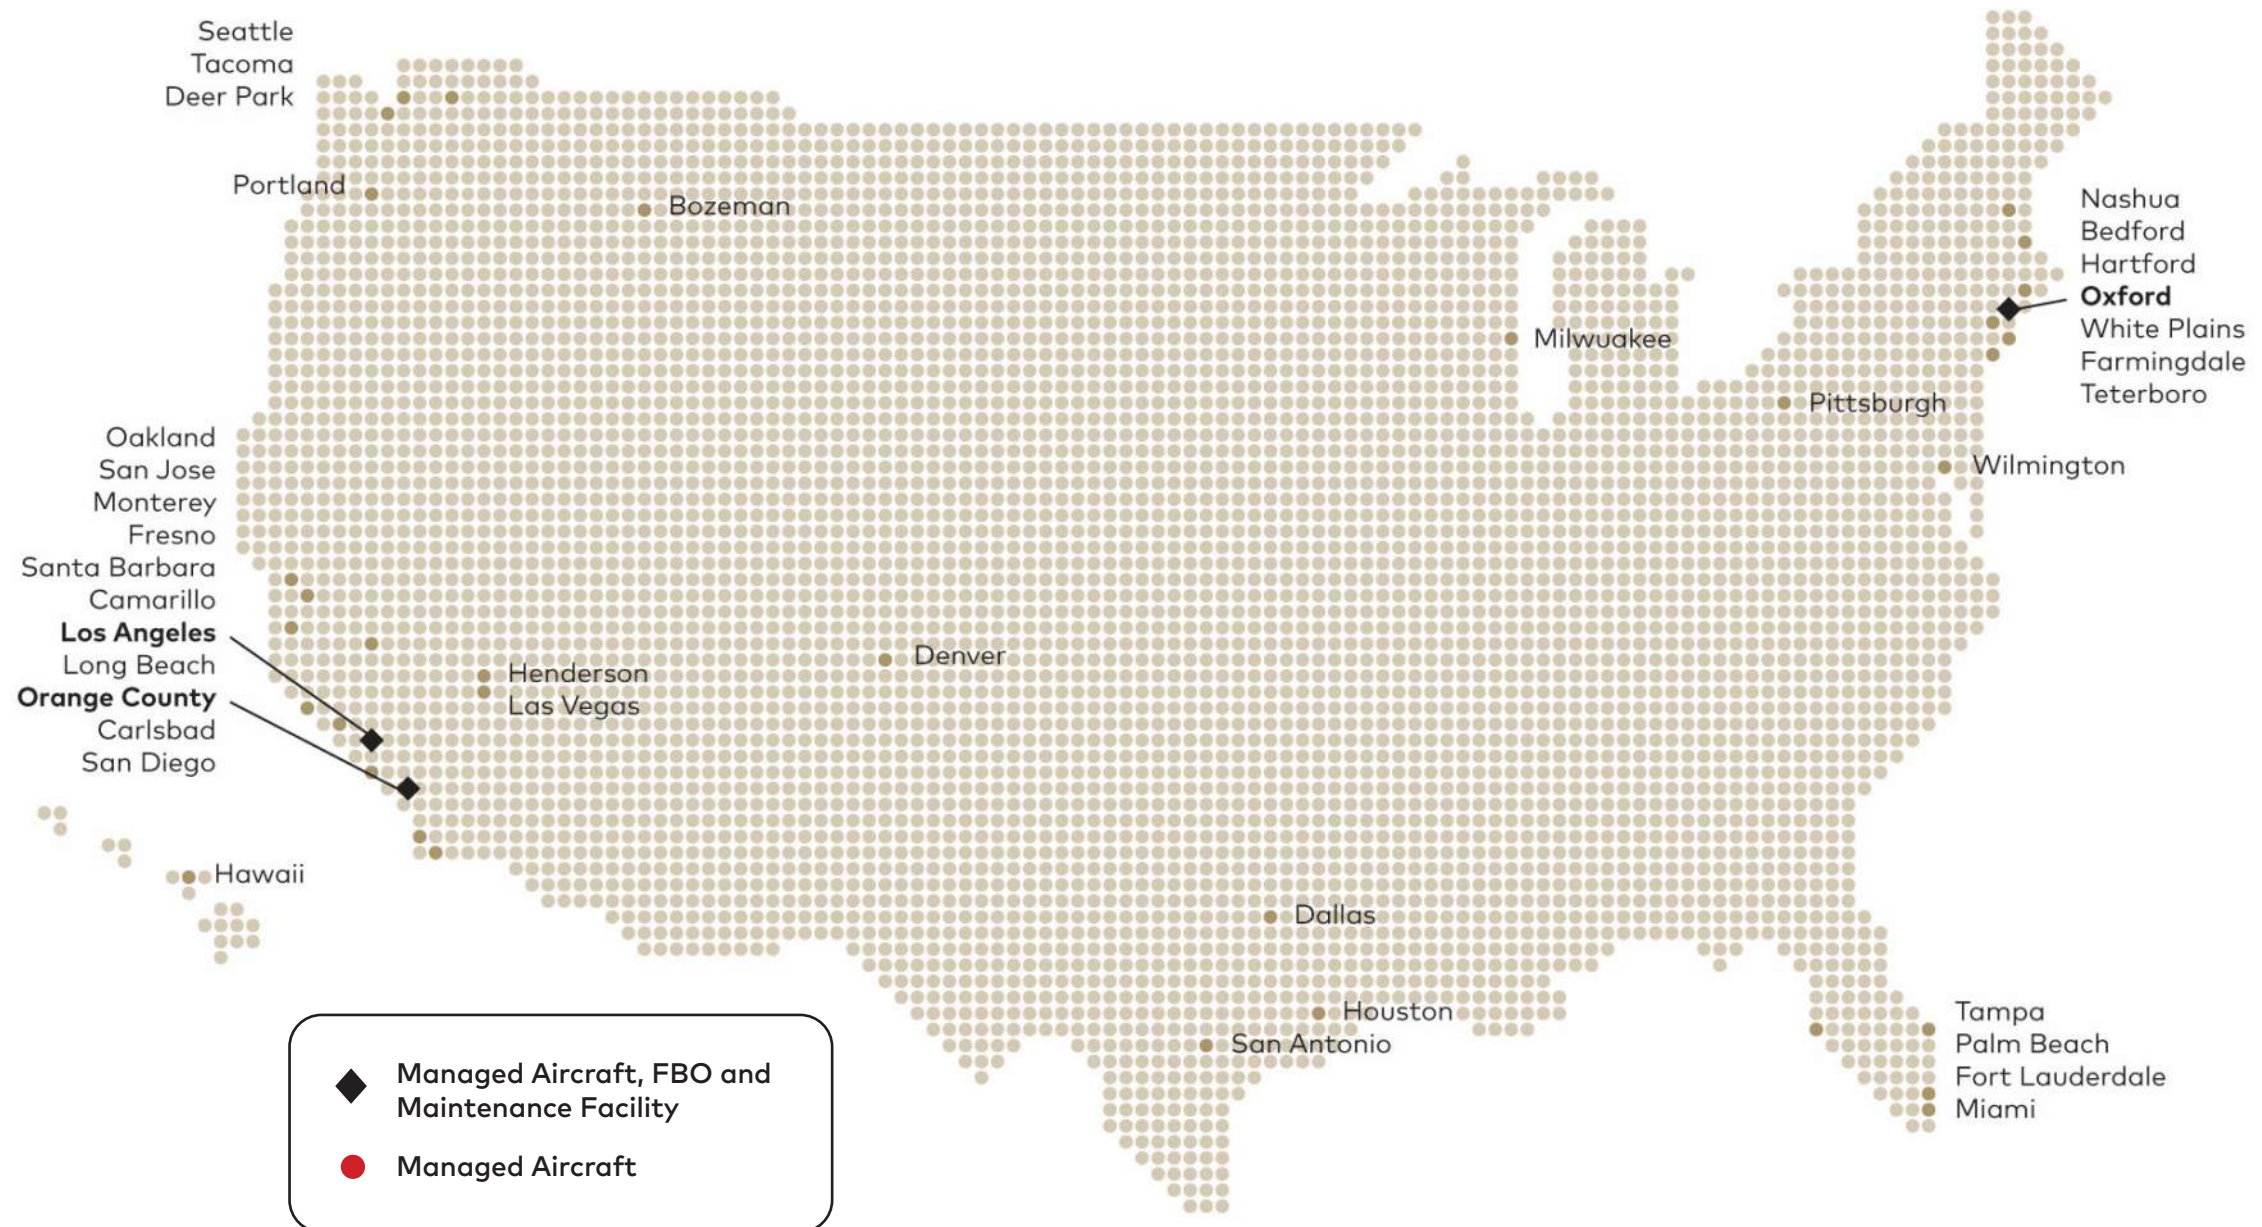 Seattle
Tacoma
Deer Park
Portland
Bozeman
Nashua
Bedford
Hartford
Oxford
White Plains
Farmingdale
Teterboro
Milwuakee
Pittsburgh
Wilmington
Oakland
San Jose
Monterey
Fresno
Santa Barbara
Camarillo
Los Angeles
Long Beach
Orange County
Carlsbad
San Diego
Henderson
Las Vegas
Denver
Hawaii
Dallas
Houston
San Antonio
Tampa
Palm Beach
Fort Lauderdale
Miami
Managed Aircraft, FBO and
Maintenance Facility
Managed Aircraft